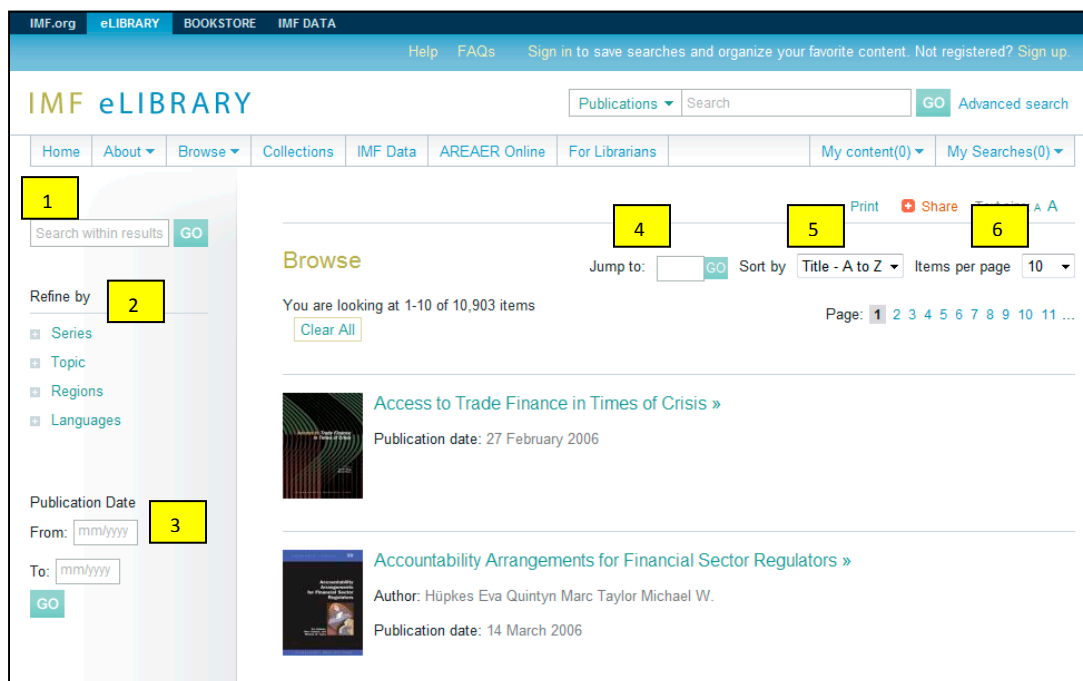 IMF.org eLIBRARY BOOKSTORE IMF DATA
Help FAQs Sign in to save searches and organize your favorite content. Not registered? Sign up.
IMF eLIBRARY
Publications Search GO Advanced search
Home About Browse Collections IMF Data AREAER Online For Librarians My content(0) My Searches(0)
1
Search within results GO
Print Share A A
4 5 6
Browse
Jump to: GO Sort by Title - A to Z Items per page 10
Refine by 2
You are looking at 1-10 of 10,903 items
Page: 1 2 3 4 5 6 7 8 9 10 11 ...
Clear All
Series
Topic
Regions
Languages
Access to Trade Finance in Times of Crisis »
Publication date: 27 February 2006
Publication Date
3
From: mm/yyyy
To: mm/yyyy
GO
Accountability Arrangements for Financial Sector Regulators »
Author: Hüpkes Eva Quintyn Marc Taylor Michael W.
Publication date: 14 March 2006
Accountability
Arrangements
for Financial Sector
Regulators